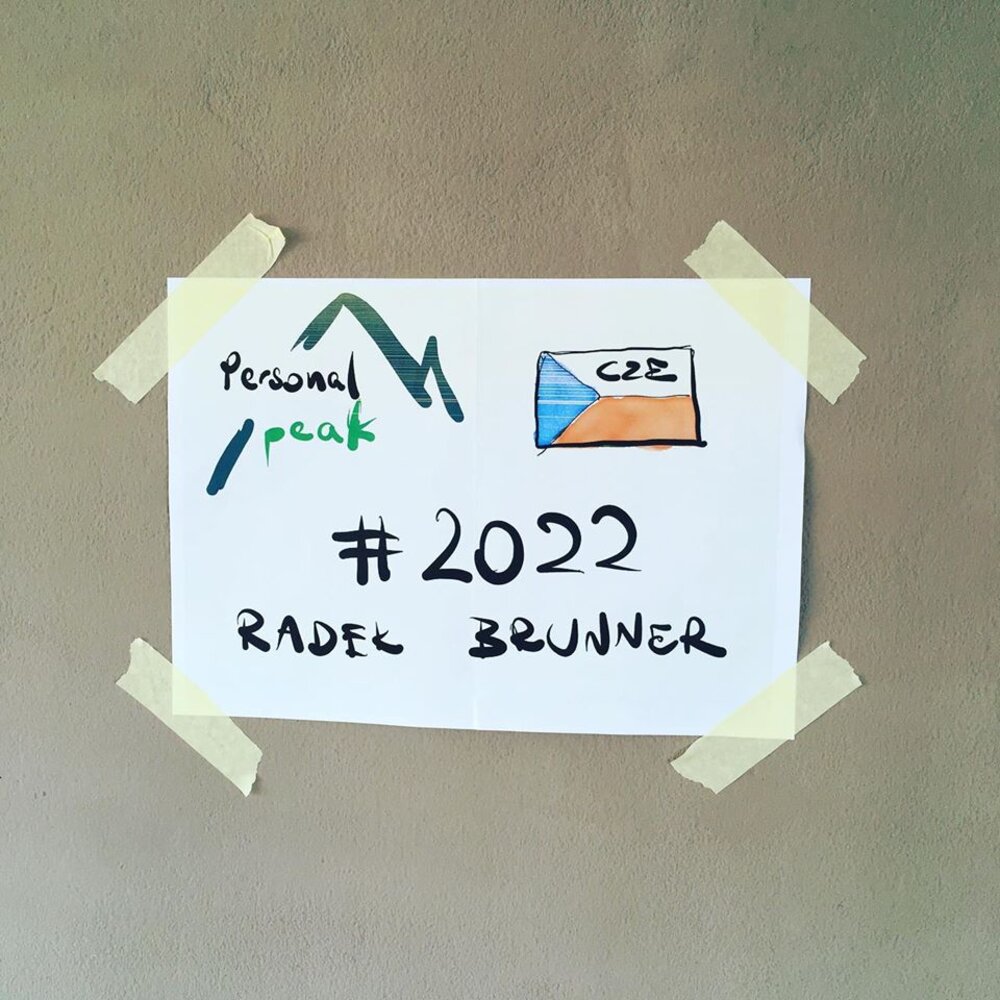 Personal
peak
CZE
#2022
RADEK BRUNNER